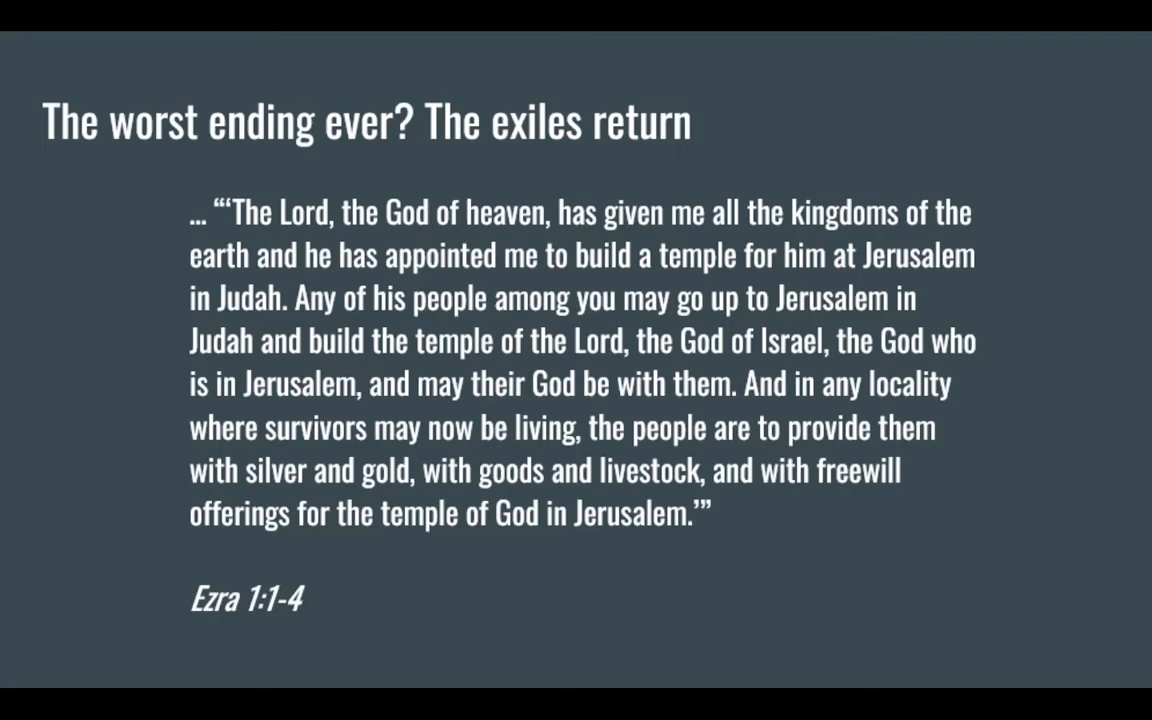 The worst ending ever? The exiles return
... “‘The Lord, the God of heaven, has given me all the kingdoms of the
earth and he has appointed me to build a temple for him at Jerusalem
in Judah. Any of his people among you may go up to Jerusalem in
Judah and build the temple of the Lord, the God of Israel, the God who
is in Jerusalem, and may their God be with them. And in any locality
where survivors may now be living, the people are to provide them
with silver and gold, with goods and livestock, and with freewill
offerings for the temple of God in Jerusalem.’”
Ezra 1:1-4